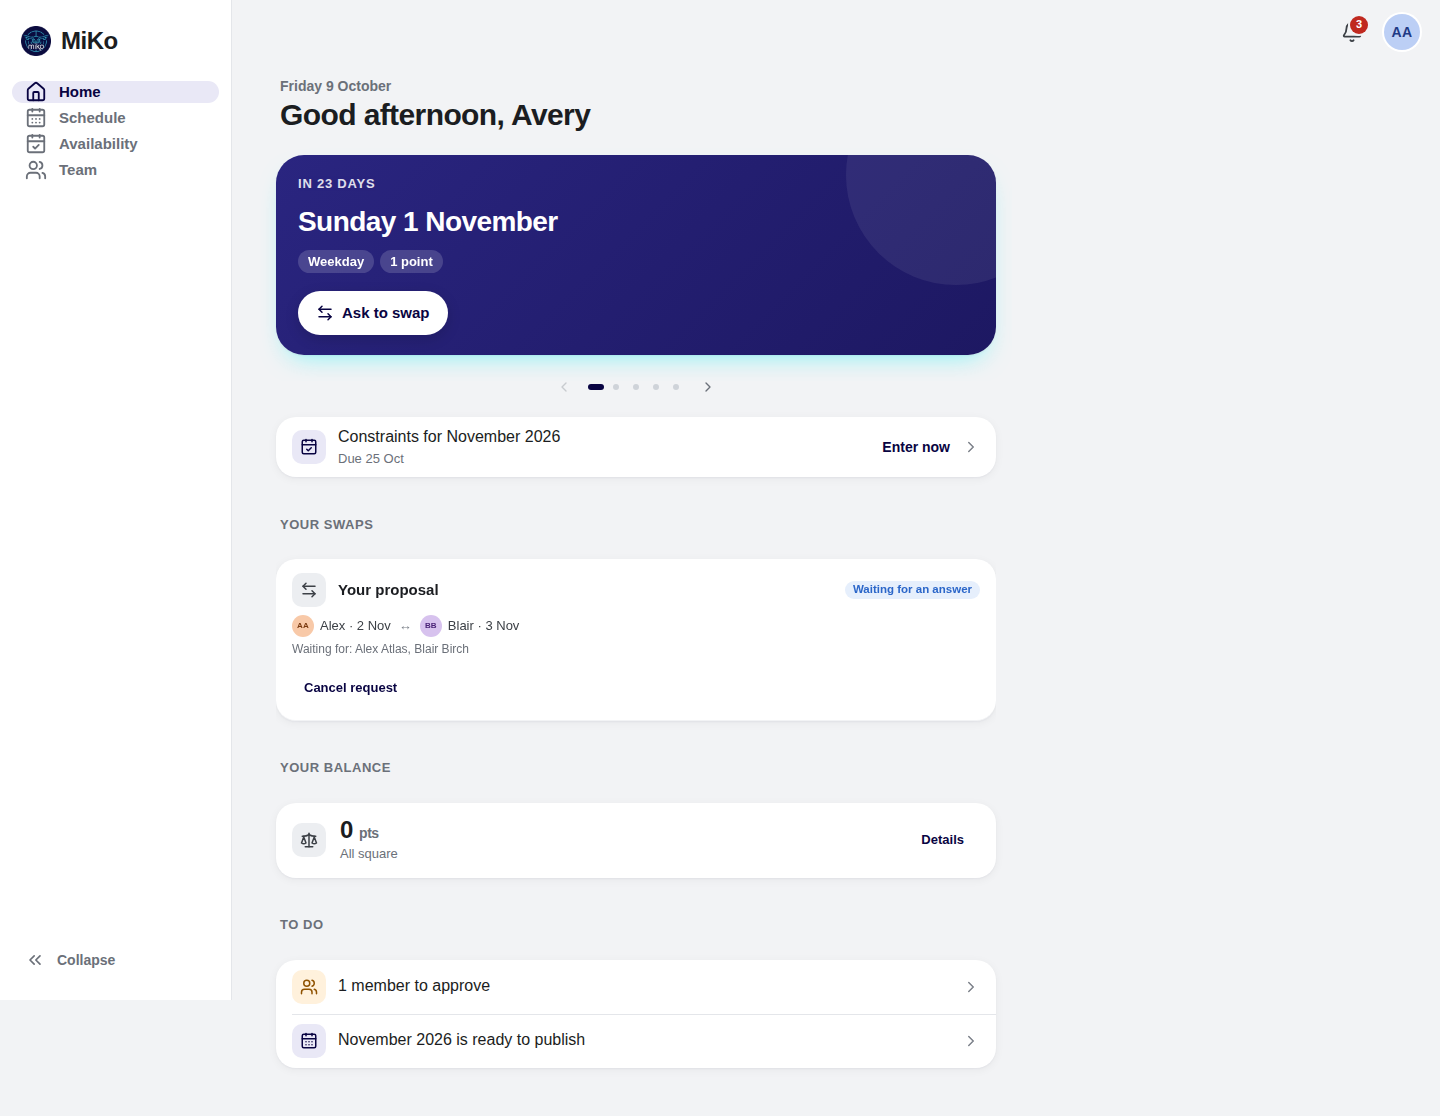 MiKo
Home
Schedule
Availability
Team
Collapse
3
AA
Friday 9 October
Good afternoon, Avery
IN 23 DAYS
Sunday 1 November
Weekday
1 point
Ask to swap
Constraints for November 2026
Due 25 Oct
Enter now
YOUR SWAPS
Your proposal
Waiting for an answer
AA Alex · 2 Nov ↔ BB Blair · 3 Nov
Waiting for: Alex Atlas, Blair Birch
Cancel request
YOUR BALANCE
0 pts
All square
Details
TO DO
1 member to approve
November 2026 is ready to publish